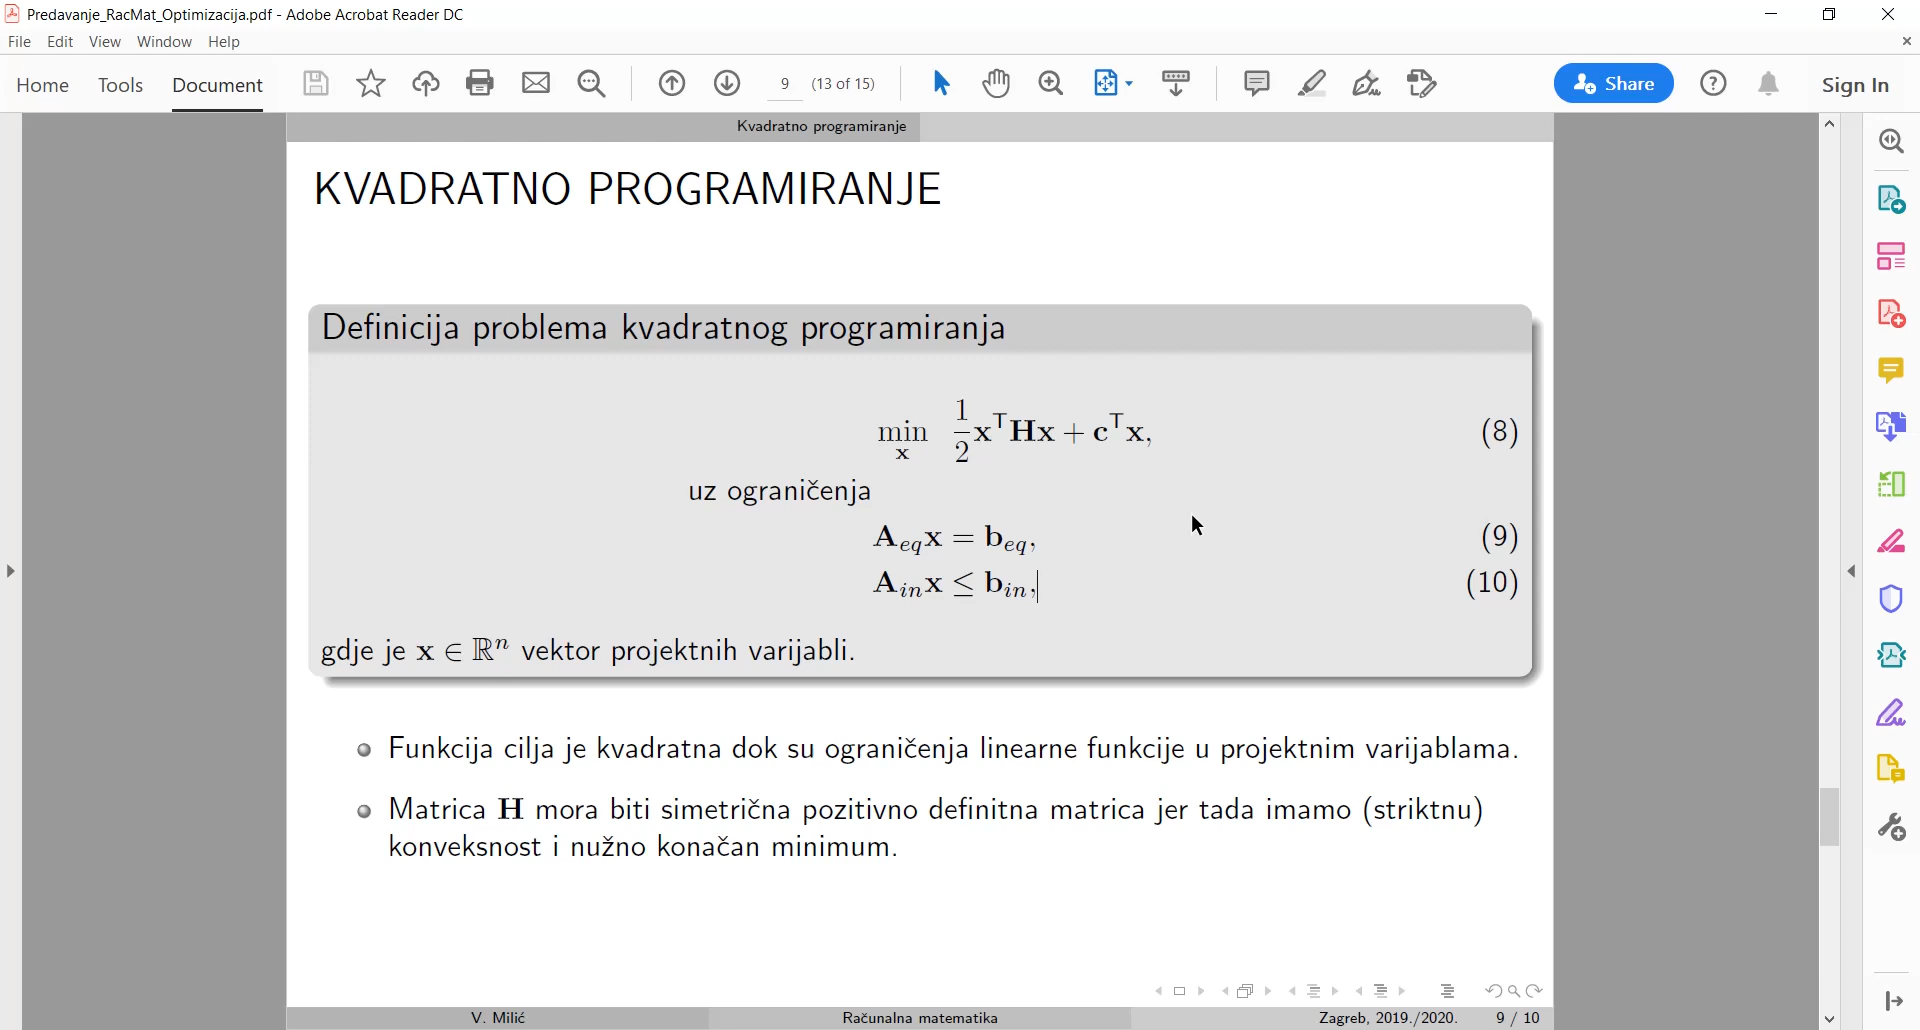 Predavanje_RacMat_Optimizacija.pdf - Adobe Acrobat Reader DC
File Edit View Window Help
Home Tools Document 9 (13 of 15) Share Sign In
Kvadratno programiranje
KVADRATNO PROGRAMIRANJE
Definicija problema kvadratnog programiranja
min_x 1/2 x^T Hx + c^T x, (8)
uz ograničenja
A_eq x = b_eq, (9)
A_in x ≤ b_in, (10)
gdje je x ∈ ℝ^n vektor projektnih varijabli.
Funkcija cilja je kvadratna dok su ograničenja linearne funkcije u projektnim varijablama.
Matrica H mora biti simetrična pozitivno definitna matrica jer tada imamo (striktnu)
konveksnost i nužno konačan minimum.
V. Milić Računalna matematika Zagreb, 2019./2020. 9 / 10